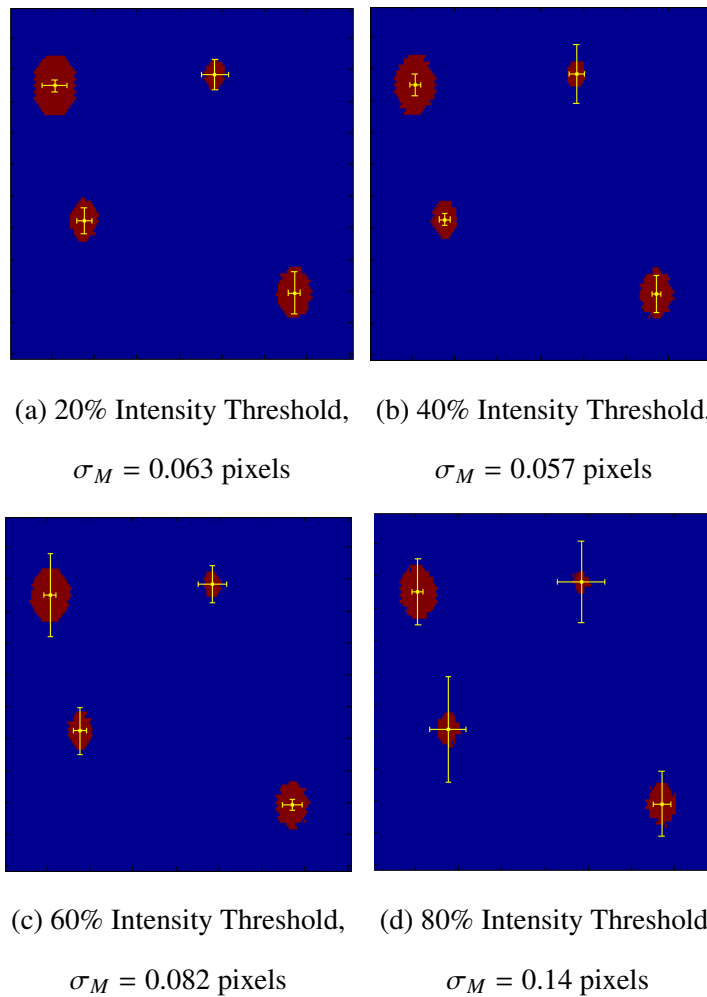 (a) 20% Intensity Threshold,
σ_M = 0.063 pixels
(b) 40% Intensity Threshold,
σ_M = 0.057 pixels
(c) 60% Intensity Threshold,
σ_M = 0.082 pixels
(d) 80% Intensity Threshold
σ_M = 0.14 pixels